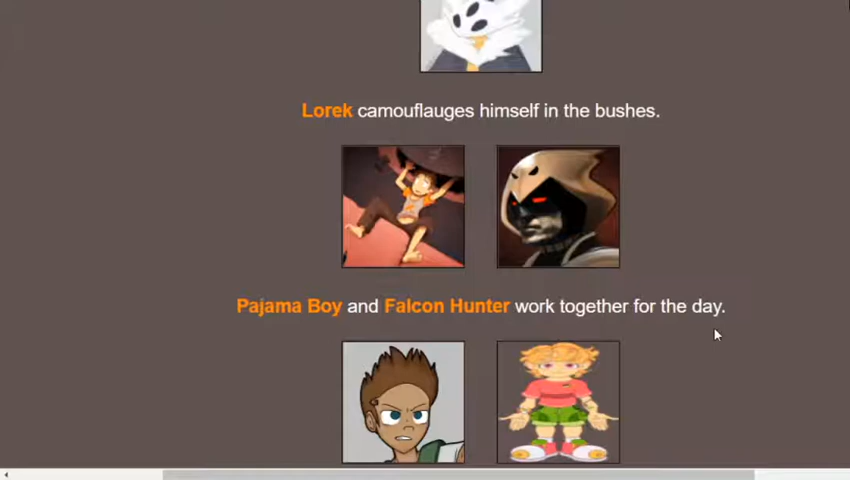 Lorek camouflauges himself in the bushes.
Pajama Boy and Falcon Hunter work together for the day.